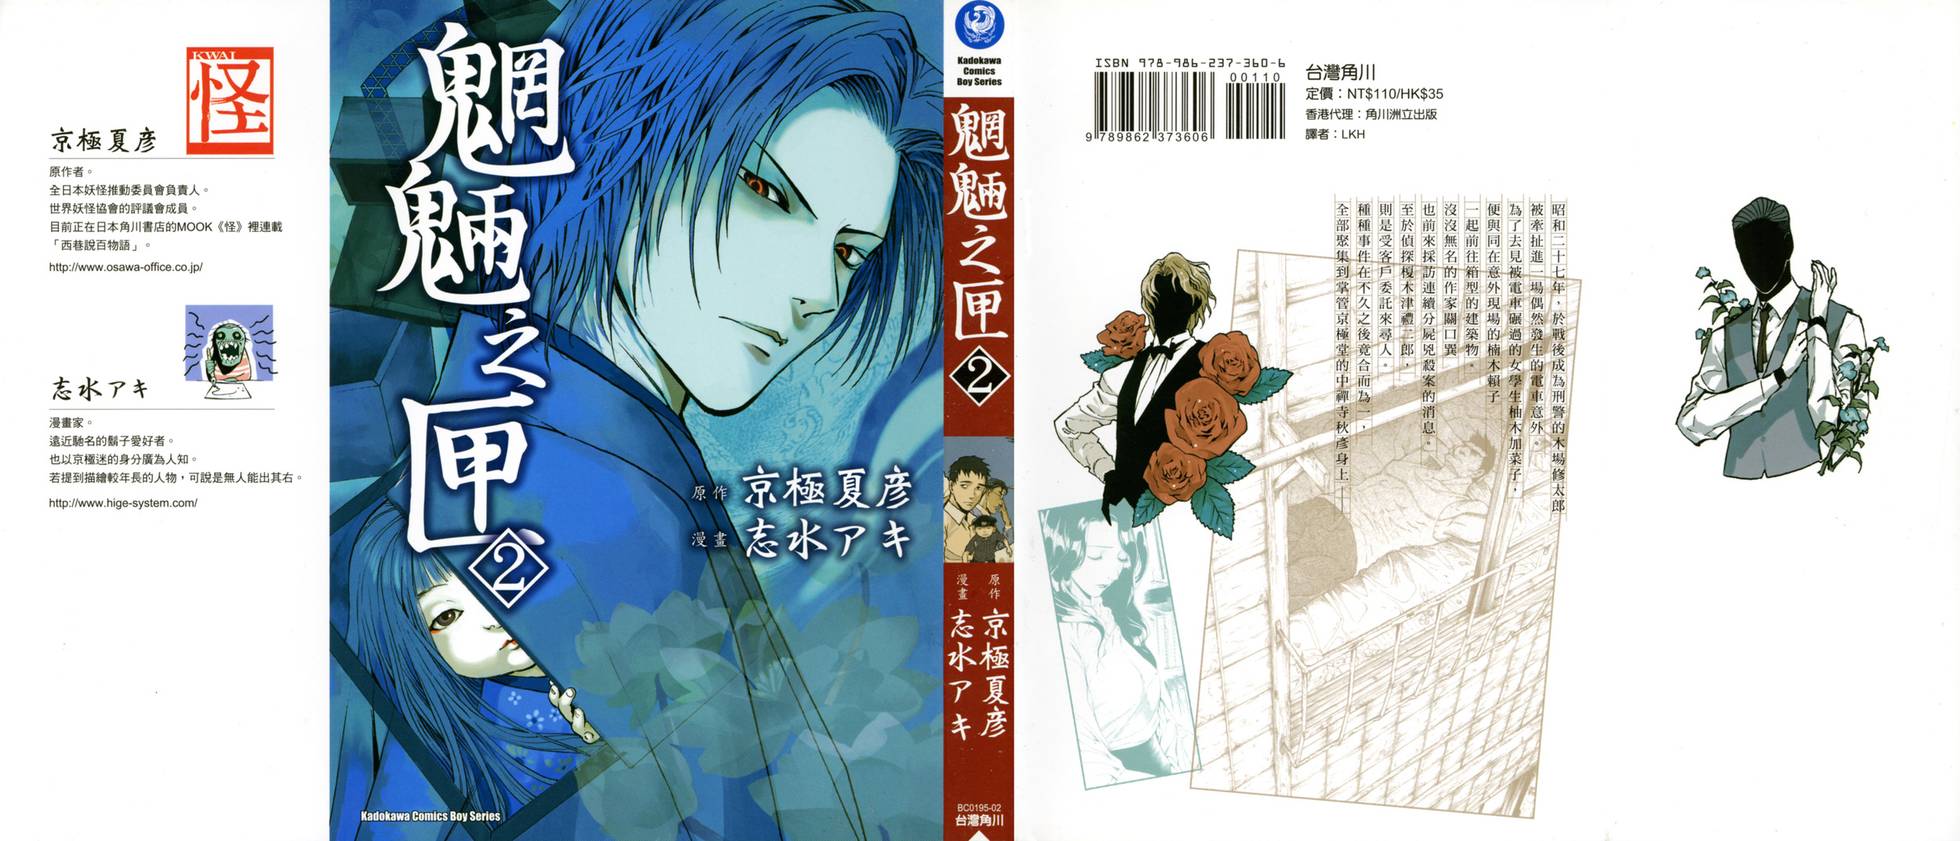 KWAI
怪
京極夏彦
原作者。
全日本妖怪推動委員會負責人。
世界妖怪協會的評議會成員。
目前正在日本角川書店的MOOK《怪》裡連載
「西巷說百物語」。
http://www.osawa-office.co.jp/
志水アキ
漫畫家。
遠近馳名的鬍子愛好者。
也以京極迷的身分廣為人知。
若提到描繪較年長的人物,可說是無人能出其右。
http://www.hige-system.com/
魍魎之匣
2
原作 京極夏彦
漫畫 志水アキ
Kadokawa Comics Boy Series
Kadokawa
Comics
Boy Series
魍魎之匣
2
原作 京極夏彦
漫畫 志水アキ
BC0195-02
台灣角川
ISBN 978-986-237-360-6
00110
9 789862 373606
台灣角川
定價：NT$110/HK$35
香港代理：角川洲立出版
譯者：LKH
昭和二十七年，於戰後成為刑警的木場修太郎
被牽扯進一場偶然發生的電車意外。
為了去見被電車碾過的女學生柚木加菜子，
便與同在意外現場的楠木賴子
一起前往箱型的建築物。
沒沒無名的作家關口巽
也前來採訪連續分屍兇殺案的消息。
至於偵探榎木津禮二郎，
則是受客戶委託來尋人。
種種事件在不久之後竟合而為一，
全部聚集到掌管京極堂的中禪寺秋彥身上──